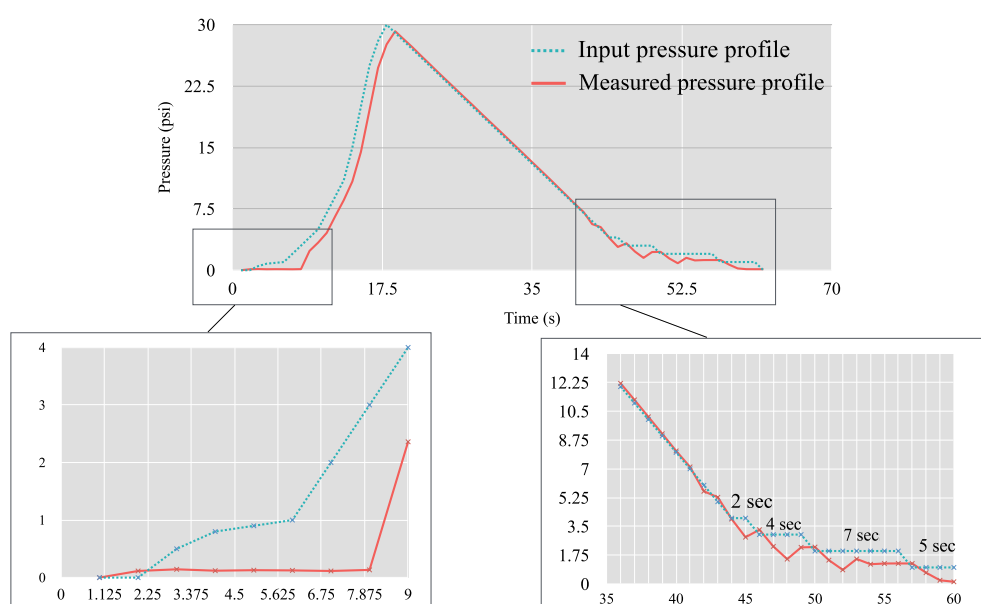 30
22.5
15
7.5
0
Pressure (psi)
Input pressure profile
Measured pressure profile
0 17.5 35 52.5 70
Time (s)
4
3
2
1
0
0 1.125 2.25 3.375 4.5 5.625 6.75 7.875 9
14
12.25
10.5
8.75
7
5.25
3.5
1.75
0
2 sec
4 sec
7 sec
5 sec
35 40 45 50 55 60